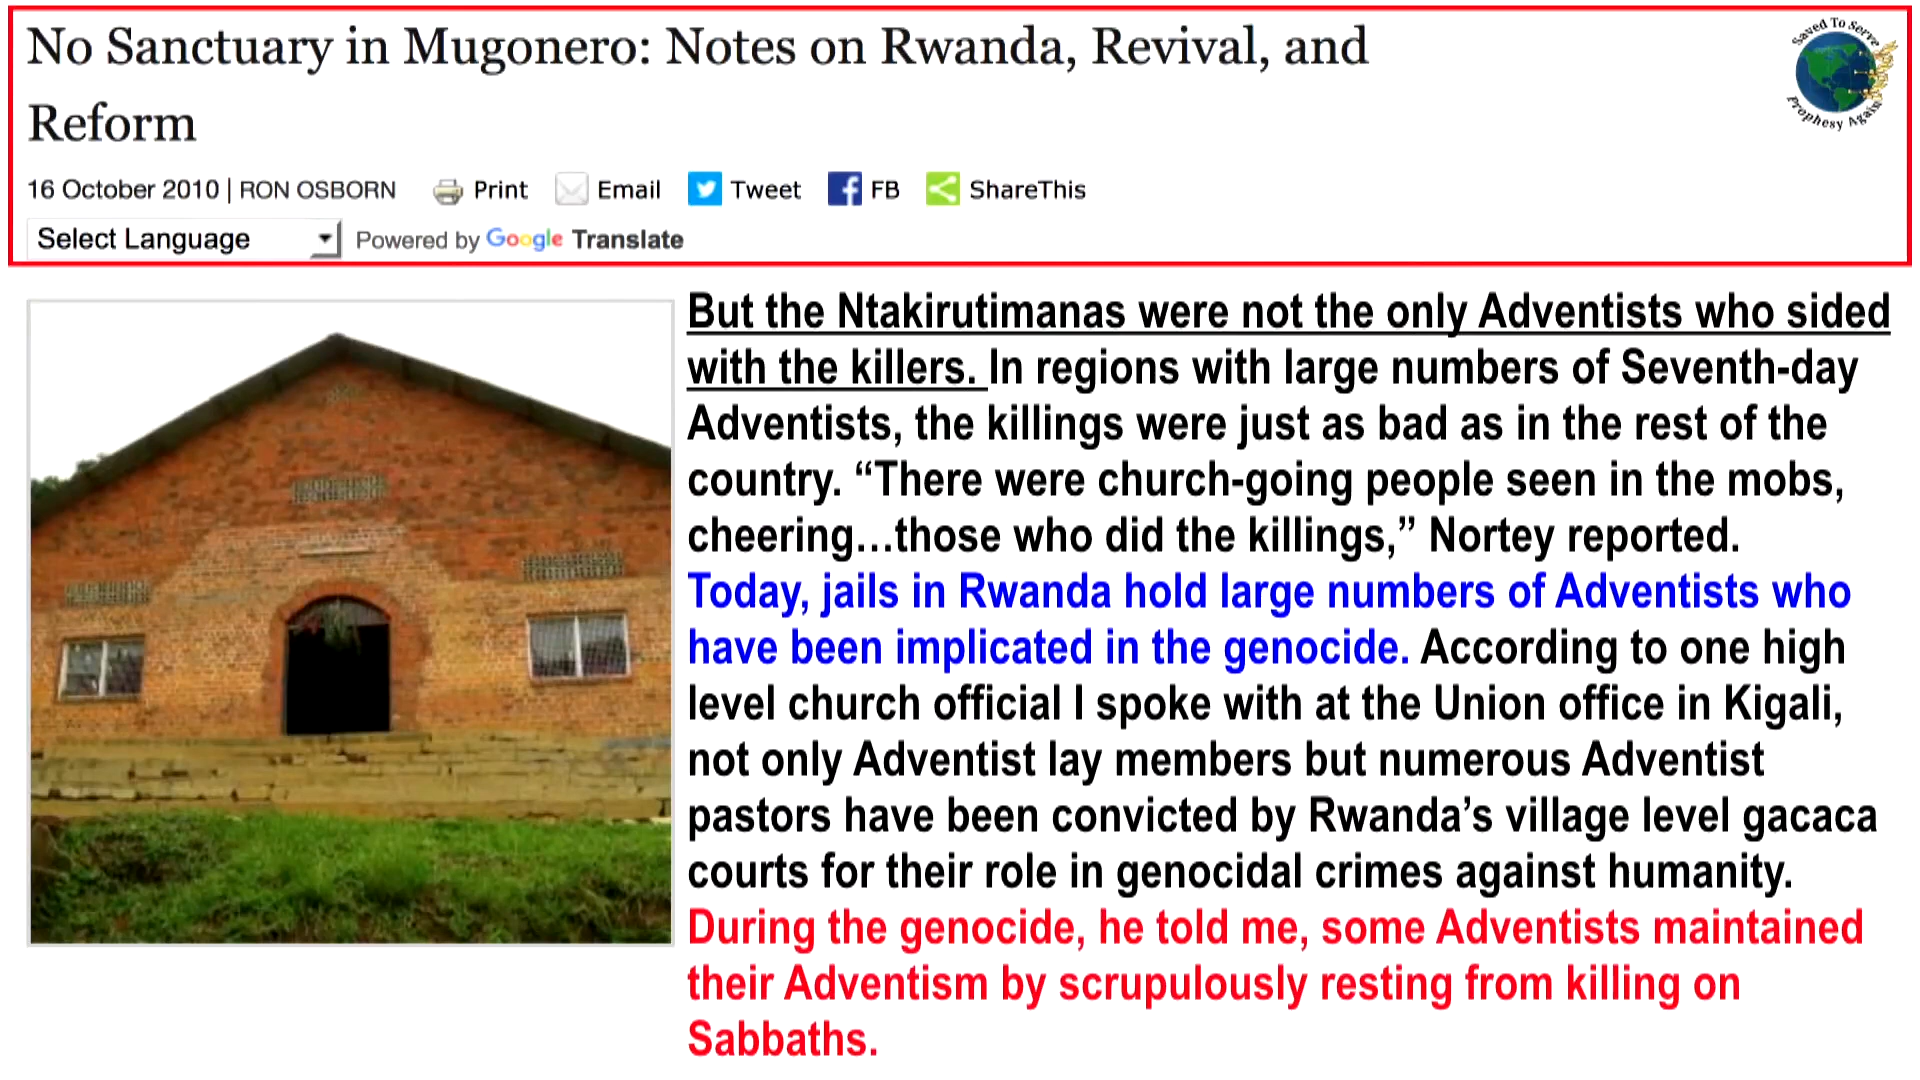 No Sanctuary in Mugonero: Notes on Rwanda, Revival, and
Reform
Saved To Serve
Prophesy Again
16 October 2010 | RON OSBORN Print Email Tweet FB ShareThis
Select Language Powered by Google Translate
But the Ntakirutimanas were not the only Adventists who sided
with the killers. In regions with large numbers of Seventh-day
Adventists, the killings were just as bad as in the rest of the
country. “There were church-going people seen in the mobs,
cheering…those who did the killings,” Nortey reported.
Today, jails in Rwanda hold large numbers of Adventists who
have been implicated in the genocide. According to one high
level church official I spoke with at the Union office in Kigali,
not only Adventist lay members but numerous Adventist
pastors have been convicted by Rwanda’s village level gacaca
courts for their role in genocidal crimes against humanity.
During the genocide, he told me, some Adventists maintained
their Adventism by scrupulously resting from killing on
Sabbaths.